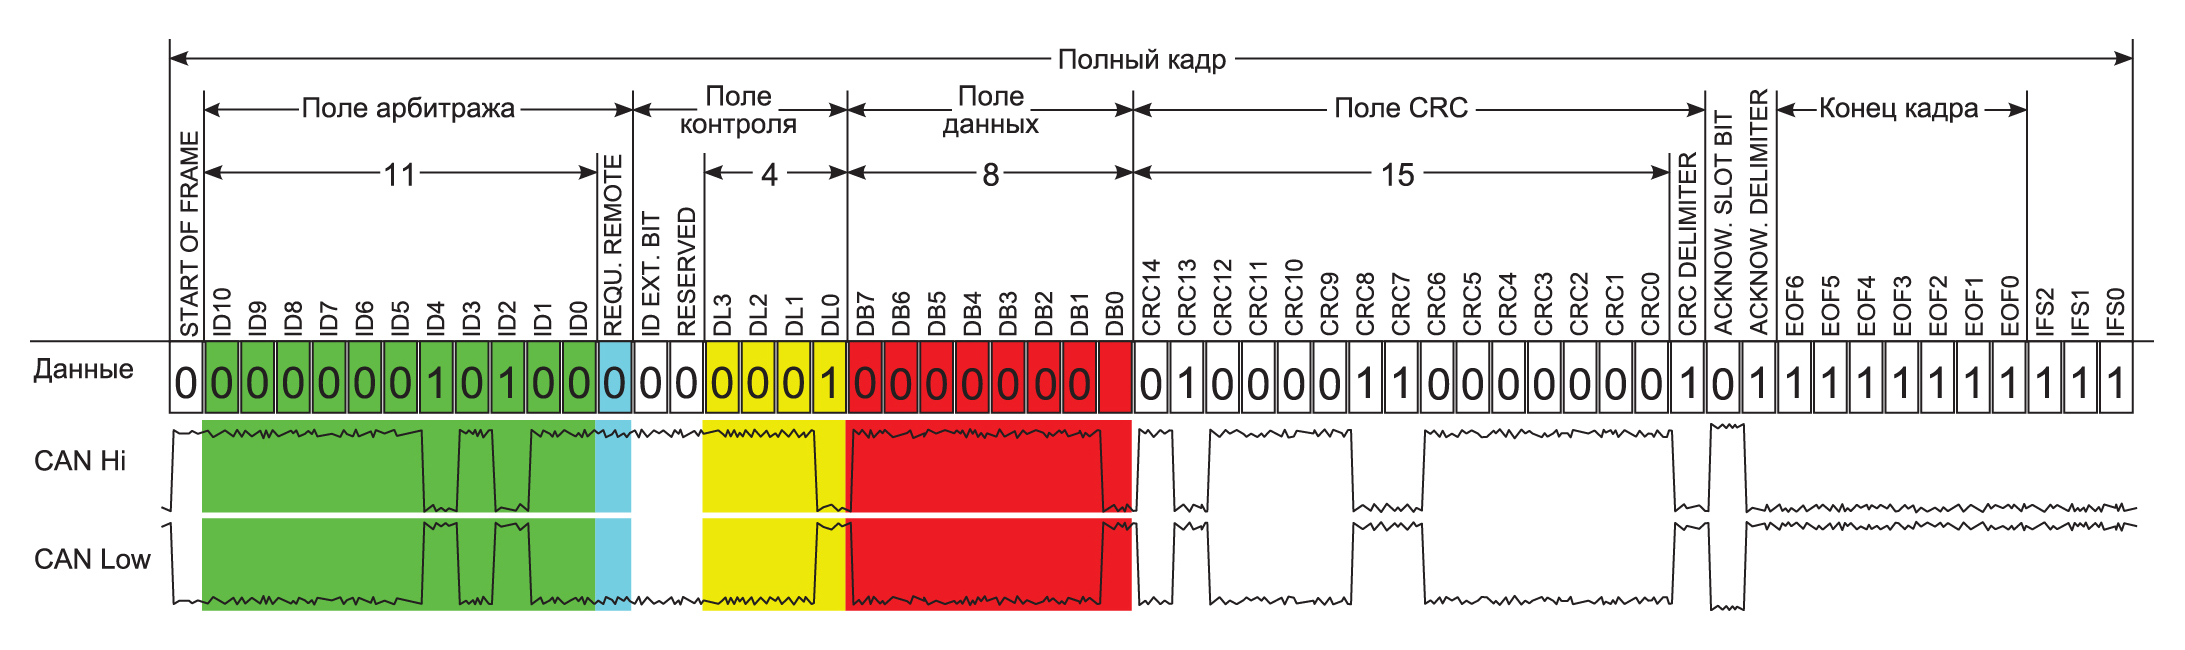 Полный кадр
Поле арбитража
Поле контроля
Поле данных
Поле CRC
Конец кадра
11
4
8
15
START OF FRAME
ID10
ID9
ID8
ID7
ID6
ID5
ID4
ID3
ID2
ID1
ID0
REQU. REMOTE
ID EXT. BIT
RESERVED
DL3
DL2
DL1
DL0
DB7
DB6
DB5
DB4
DB3
DB2
DB1
DB0
CRC14
CRC13
CRC12
CRC11
CRC10
CRC9
CRC8
CRC7
CRC6
CRC5
CRC4
CRC3
CRC2
CRC1
CRC0
CRC DELIMITER
ACKNOW. SLOT BIT
ACKNOW. DELIMITER
EOF6
EOF5
EOF4
EOF3
EOF2
EOF1
EOF0
IFS2
IFS1
IFS0
Данные 0 0 0 0 0 0 0 1 0 1 0 0 0 0 0 0 0 0 1 0 0 0 0 0 0 0 0 1 0 0 0 0 1 1 0 0 0 0 0 0 0 1 0 1 1 1 1 1 1 1 1 1 1 1
CAN Hi
CAN Low